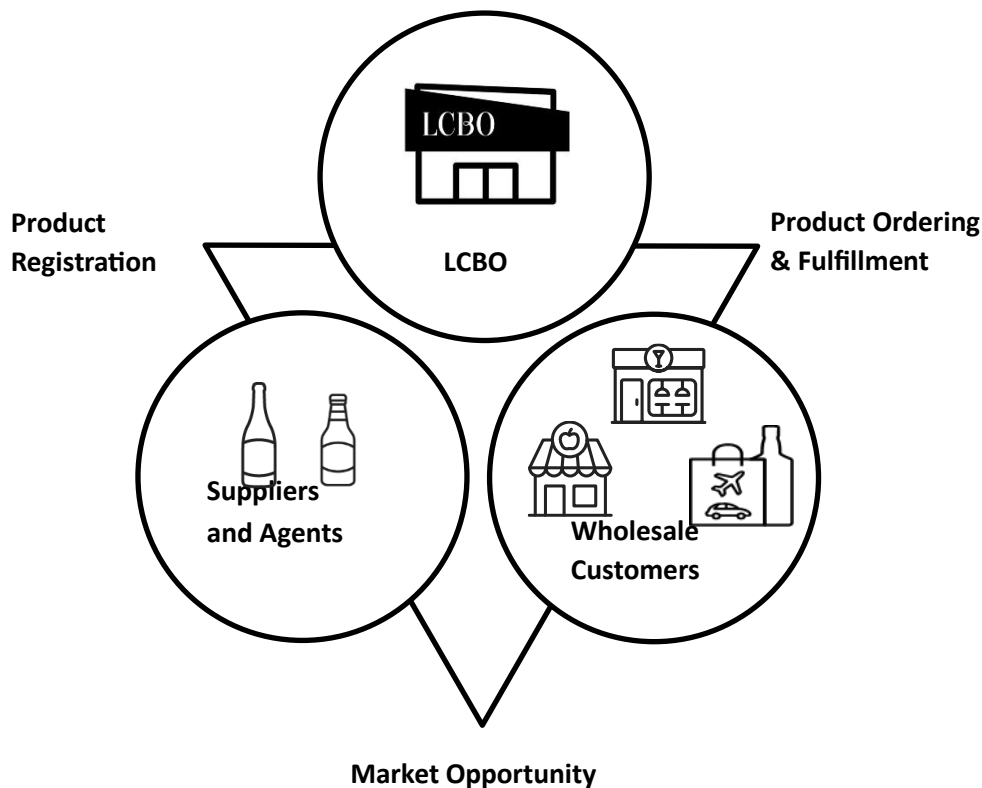 LCBO
Product
Registration
Product Ordering
& Fulfillment
LCBO
Suppliers
and Agents
Wholesale
Customers
Market Opportunity